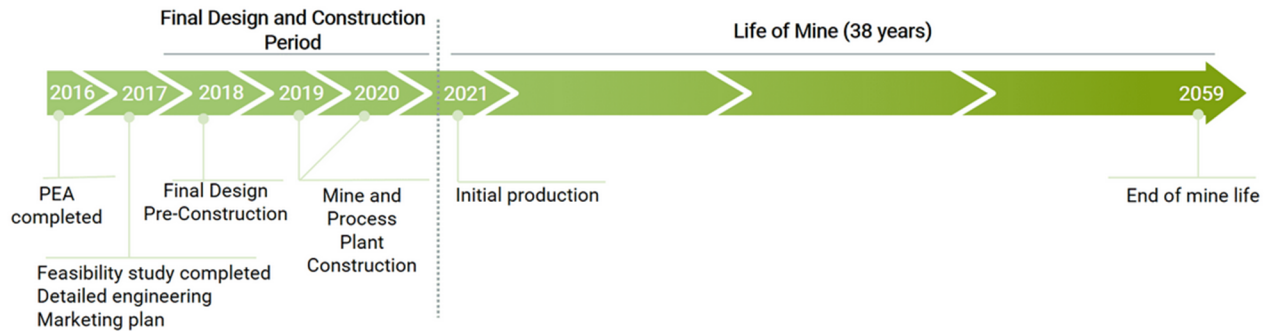 Final Design and Construction
Period
Life of Mine (38 years)
2016
2017
2018
2019
2020
2021
2059
PEA
completed
Final Design
Pre-Construction
Mine and
Process
Plant
Construction
Initial production
End of mine life
Feasibility study completed
Detailed engineering
Marketing plan